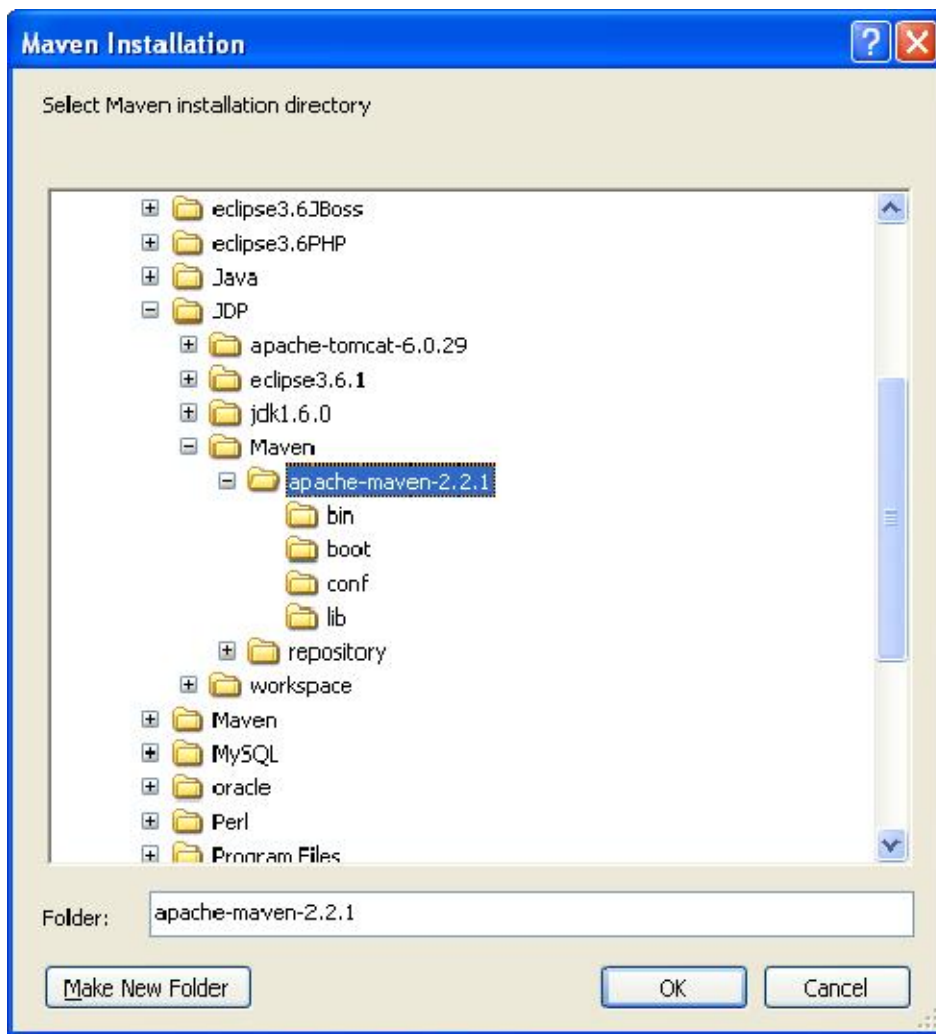 Maven Installation
Select Maven installation directory
eclipse3.6JBoss
eclipse3.6PHP
Java
JDP
apache-tomcat-6.0.29
eclipse3.6.1
jdk1.6.0
Maven
apache-maven-2.2.1
bin
boot
conf
lib
repository
workspace
Maven
MySQL
oracle
Perl
Program Files
Folder: apache-maven-2.2.1
Make New Folder OK Cancel